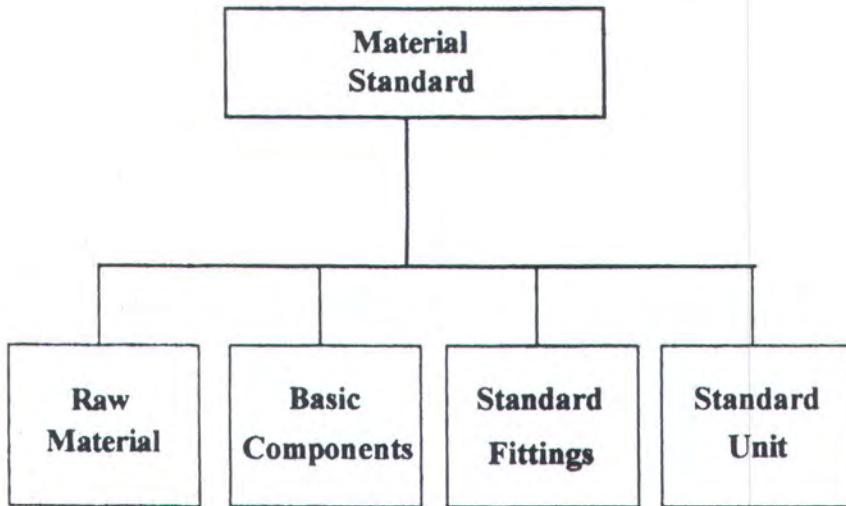 Material
Standard
Raw
Material
Basic
Components
Standard
Fittings
Standard
Unit